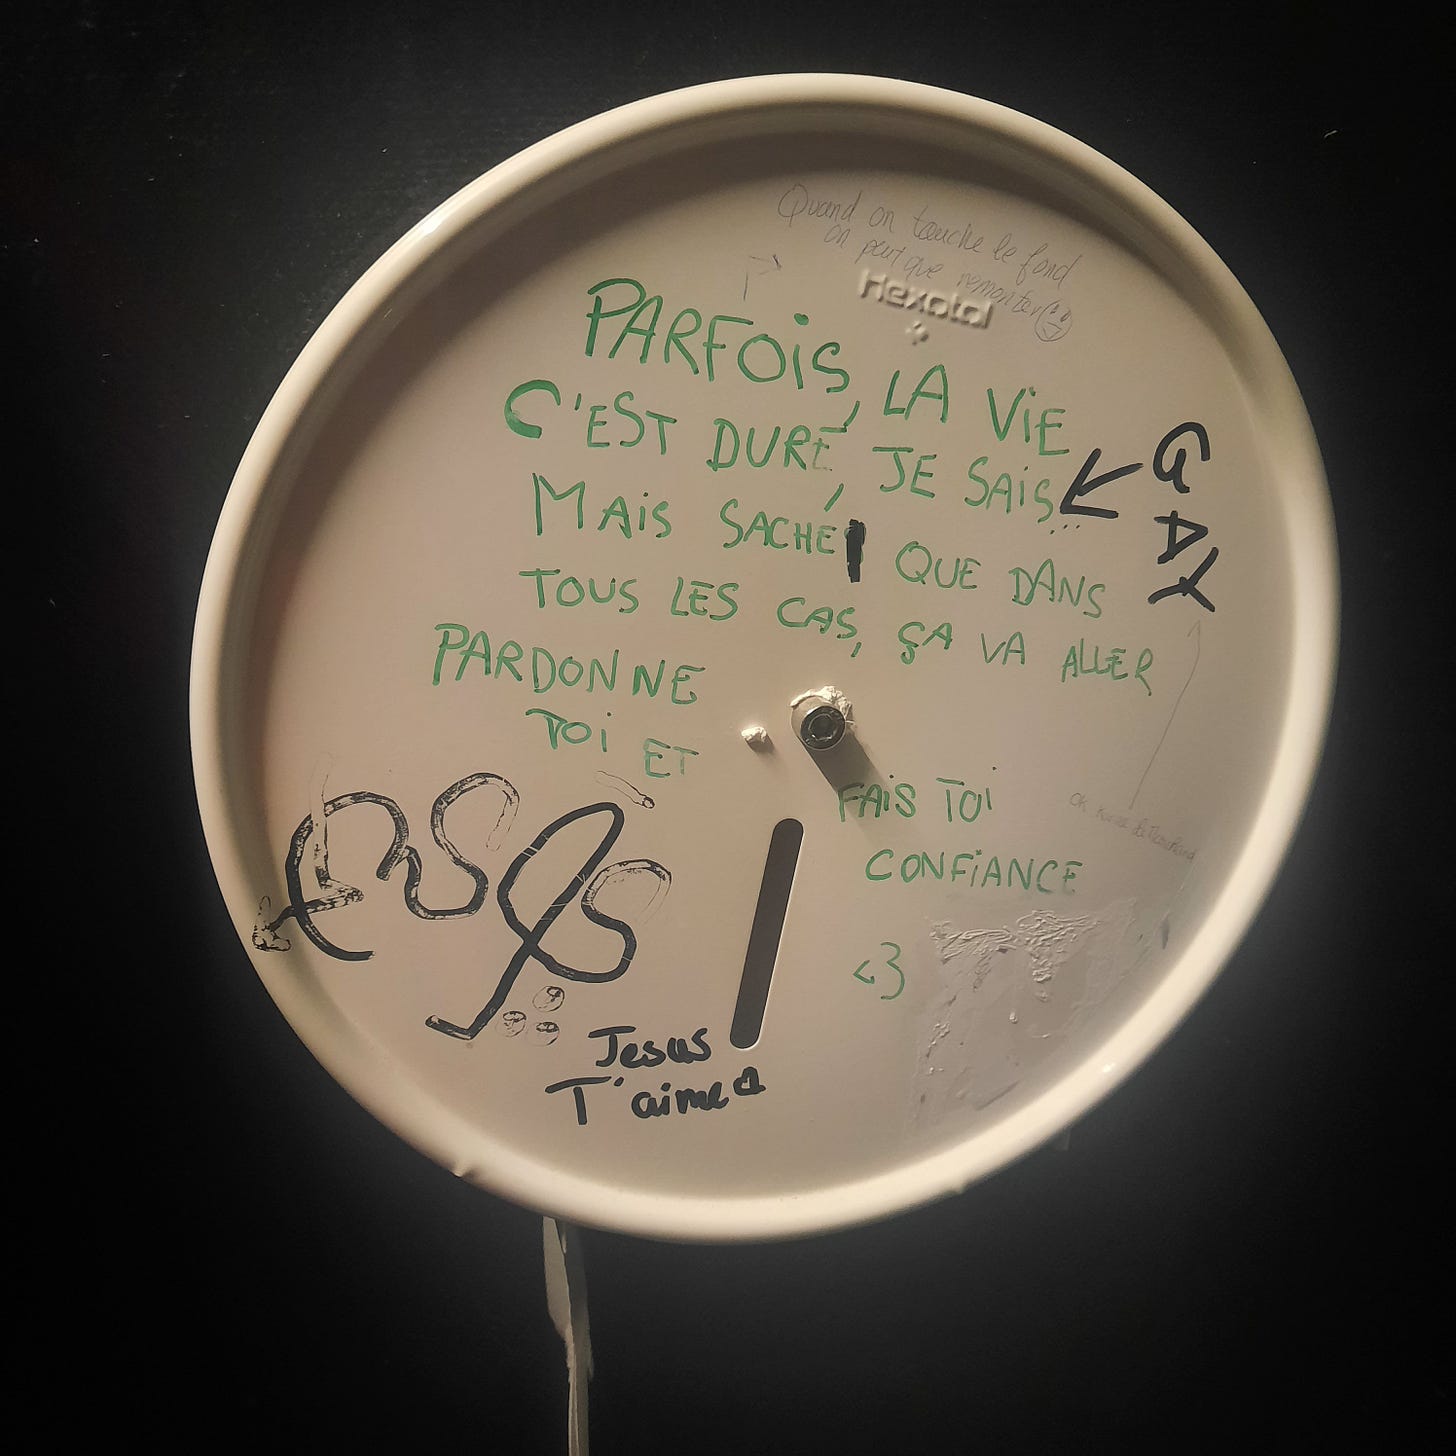 Quand on touche le fond
on peut que remonter
Hexotol
PARFOiS, LA ViE
C'EST DURE, JE SAiS...
GAY
MAiS SACHE QUE DANS
TOUS LES CAS, ÇA VA ALLER
PARDONNE
TOi ET
FAiS TOi
CONFiANCE
<3
Jesus
T'aime